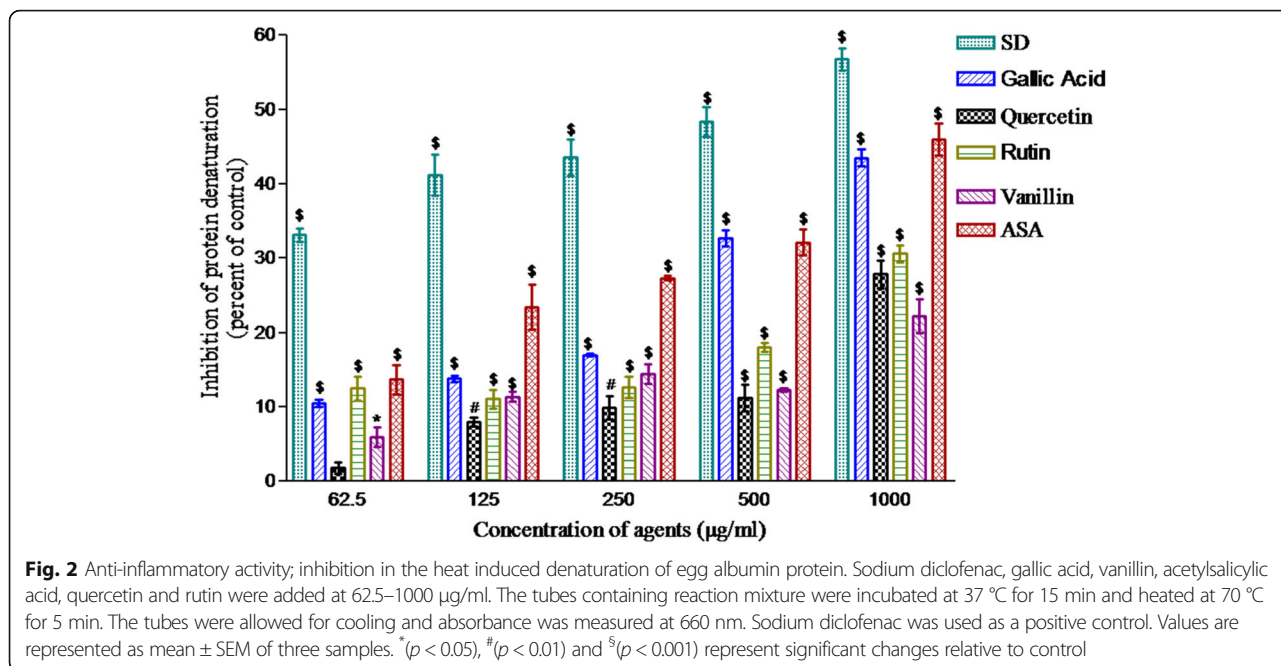 60
50
40
30
20
10
0
Inhibition of protein denaturation
(percent of control)
$
$
$
*
$
$
$
$
#
$
$
$
$
$
#
$
$
$
$
$
$
$
$
$
$
$
$
$
$
SD
Gallic Acid
Quercetin
Rutin
Vanillin
ASA
62.5 125 250 500 1000
Concentration of agents (µg/ml)
Fig. 2 Anti-inflammatory activity; inhibition in the heat induced denaturation of egg albumin protein. Sodium diclofenac, gallic acid, vanillin, acetylsalicylic
acid, quercetin and rutin were added at 62.5–1000 µg/ml. The tubes containing reaction mixture were incubated at 37 °C for 15 min and heated at 70 °C
for 5 min. The tubes were allowed for cooling and absorbance was measured at 660 nm. Sodium diclofenac was used as a positive control. Values are
represented as mean ± SEM of three samples. *(p < 0.05), #(p < 0.01) and §(p < 0.001) represent significant changes relative to control